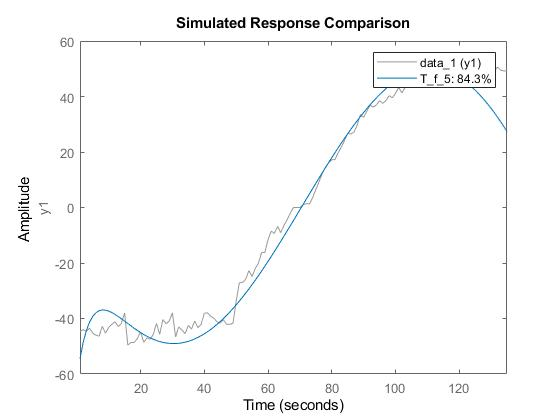 Simulated Response Comparison
60
data_1 (y1)
T_f_5: 84.3%
40
20
0
-20
-40
-60
Amplitude
y1
20
40
60
80
100
120
Time (seconds)